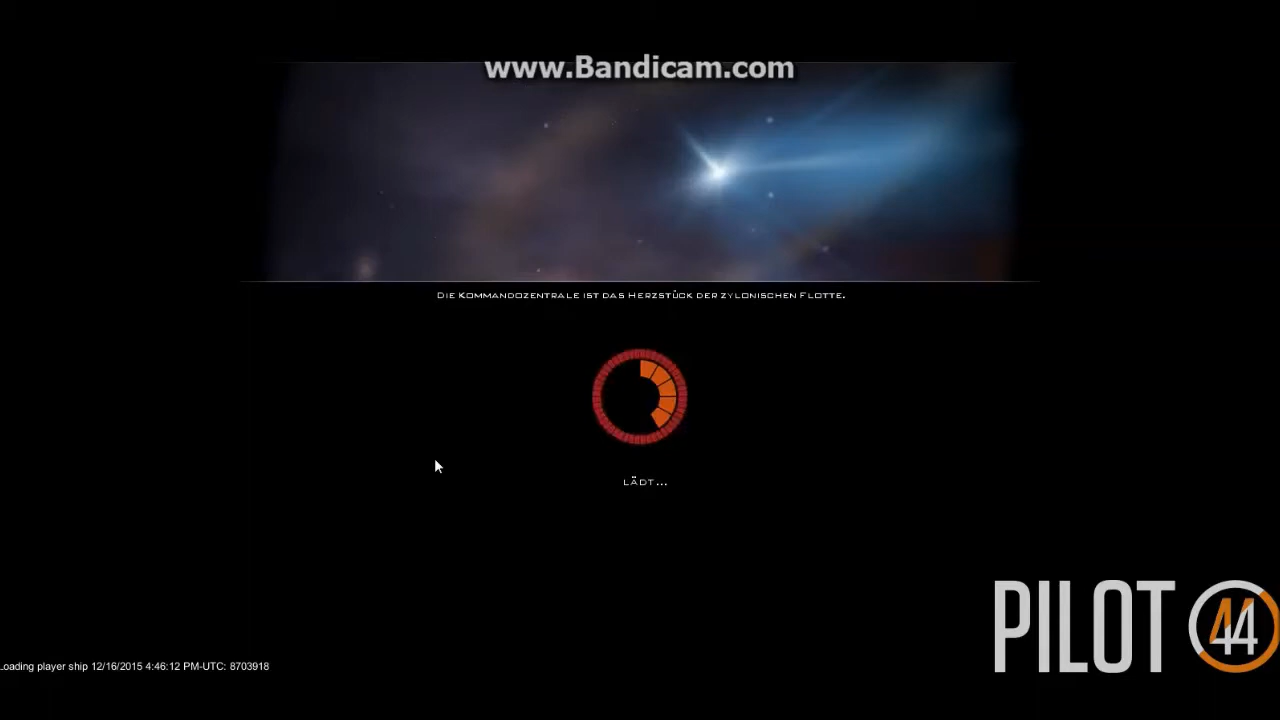 www.Bandicam.com
Die Kommandozentrale ist das Herzstück der zylonischen Flotte.
Lädt...
PILOT 44
Loading player ship 12/16/2015 4:46:12 PM-UTC: 8703918